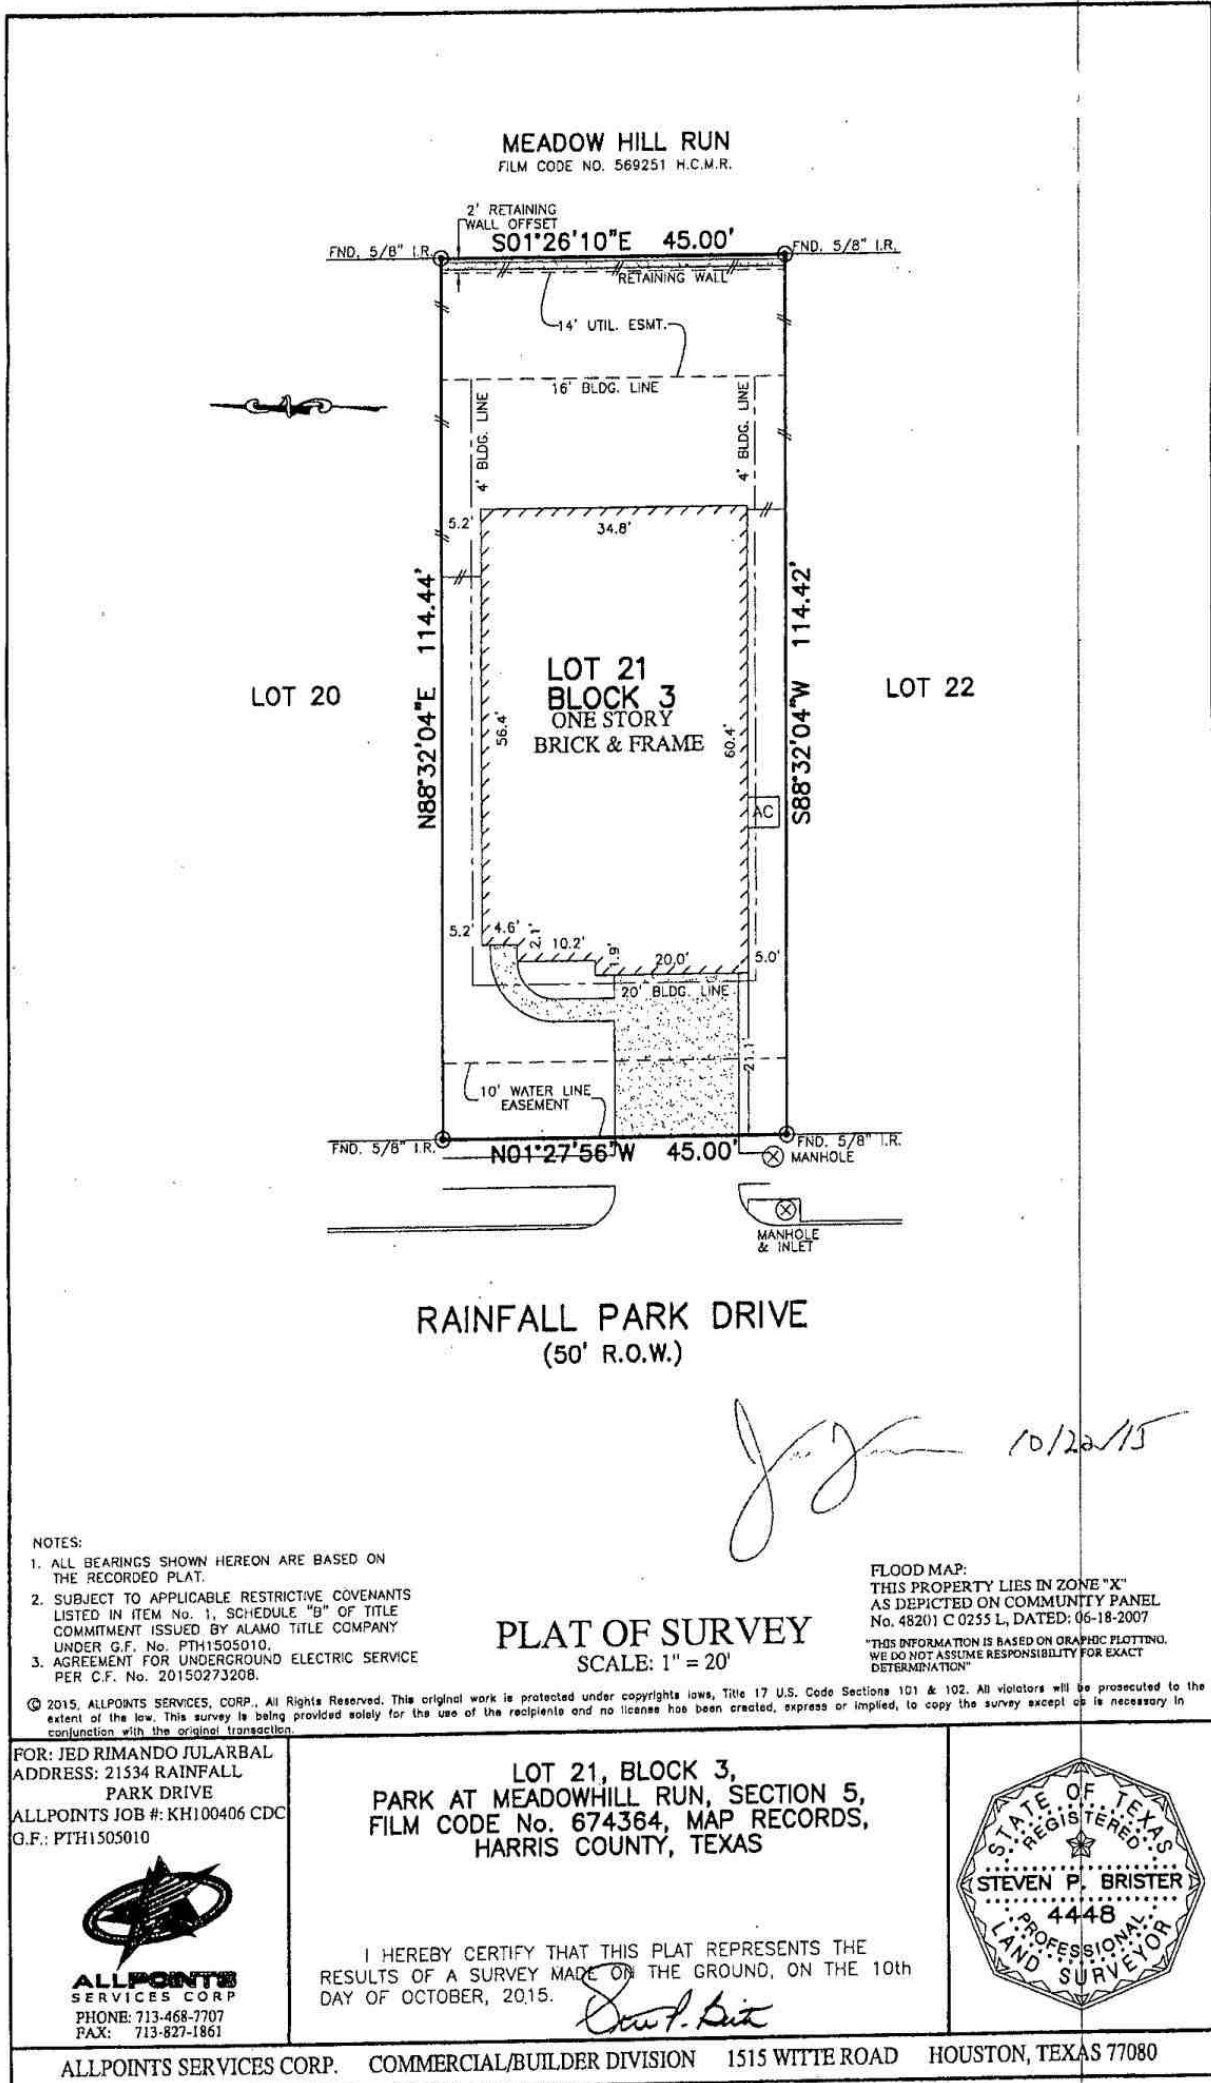 MEADOW HILL RUN
FILM CODE NO. 569251 H.C.M.R.
2' RETAINING
WALL OFFSET
S01°26'10"E 45.00'
FND. 5/8" I.R.
FND. 5/8" I.R.
RETAINING WALL
14' UTIL. ESMT.
16' BLDG. LINE
4' BLDG. LINE
4' BLDG. LINE
5.2'
34.8'
N88°32'04"E 114.44'
S88°32'04"W 114.42'
LOT 20
LOT 21
BLOCK 3
ONE STORY
BRICK & FRAME
LOT 22
56.4'
60.4'
AC
5.2'
4.6'
2.1'
10.2'
1.9'
20.0'
5.0'
20' BLDG. LINE
21.1'
10' WATER LINE
EASEMENT
FND. 5/8" I.R.
N01°27'56"W 45.00'
FND. 5/8" I.R.
MANHOLE
MANHOLE
& INLET
RAINFALL PARK DRIVE
(50' R.O.W.)
10/22/15
NOTES:
1. ALL BEARINGS SHOWN HEREON ARE BASED ON
THE RECORDED PLAT.
2. SUBJECT TO APPLICABLE RESTRICTIVE COVENANTS
LISTED IN ITEM No. 1, SCHEDULE "B" OF TITLE
COMMITMENT ISSUED BY ALAMO TITLE COMPANY
UNDER G.F. No. PTH1505010.
3. AGREEMENT FOR UNDERGROUND ELECTRIC SERVICE
PER C.F. No. 20150273208.
PLAT OF SURVEY
SCALE: 1" = 20'
FLOOD MAP:
THIS PROPERTY LIES IN ZONE "X"
AS DEPICTED ON COMMUNITY PANEL
No. 48201 C 0255 L, DATED: 06-18-2007
"THIS INFORMATION IS BASED ON GRAPHIC PLOTTING.
WE DO NOT ASSUME RESPONSIBILITY FOR EXACT
DETERMINATION"
© 2015, ALLPOINTS SERVICES, CORP., All Rights Reserved. This original work is protected under copyrights laws, Title 17 U.S. Code Sections 101 & 102. All violators will be prosecuted to the
extent of the law. This survey is being provided solely for the use of the recipients and no license has been created, express or implied, to copy the survey except as is necessary in
conjunction with the original transaction.
FOR: JED RIMANDO JULARBAL
ADDRESS: 21534 RAINFALL
PARK DRIVE
ALLPOINTS JOB #: KH100406 CDC
G.F.: PTH1505010
ALLPOINTS
SERVICES CORP
PHONE: 713-468-7707
FAX: 713-827-1861
LOT 21, BLOCK 3,
PARK AT MEADOWHILL RUN, SECTION 5,
FILM CODE No. 674364, MAP RECORDS,
HARRIS COUNTY, TEXAS
I HEREBY CERTIFY THAT THIS PLAT REPRESENTS THE
RESULTS OF A SURVEY MADE ON THE GROUND, ON THE 10th
DAY OF OCTOBER, 2015.
STATE OF TEXAS
REGISTERED
STEVEN P. BRISTER
4448
PROFESSIONAL
LAND SURVEYOR
ALLPOINTS SERVICES CORP. COMMERCIAL/BUILDER DIVISION 1515 WITTE ROAD HOUSTON, TEXAS 77080